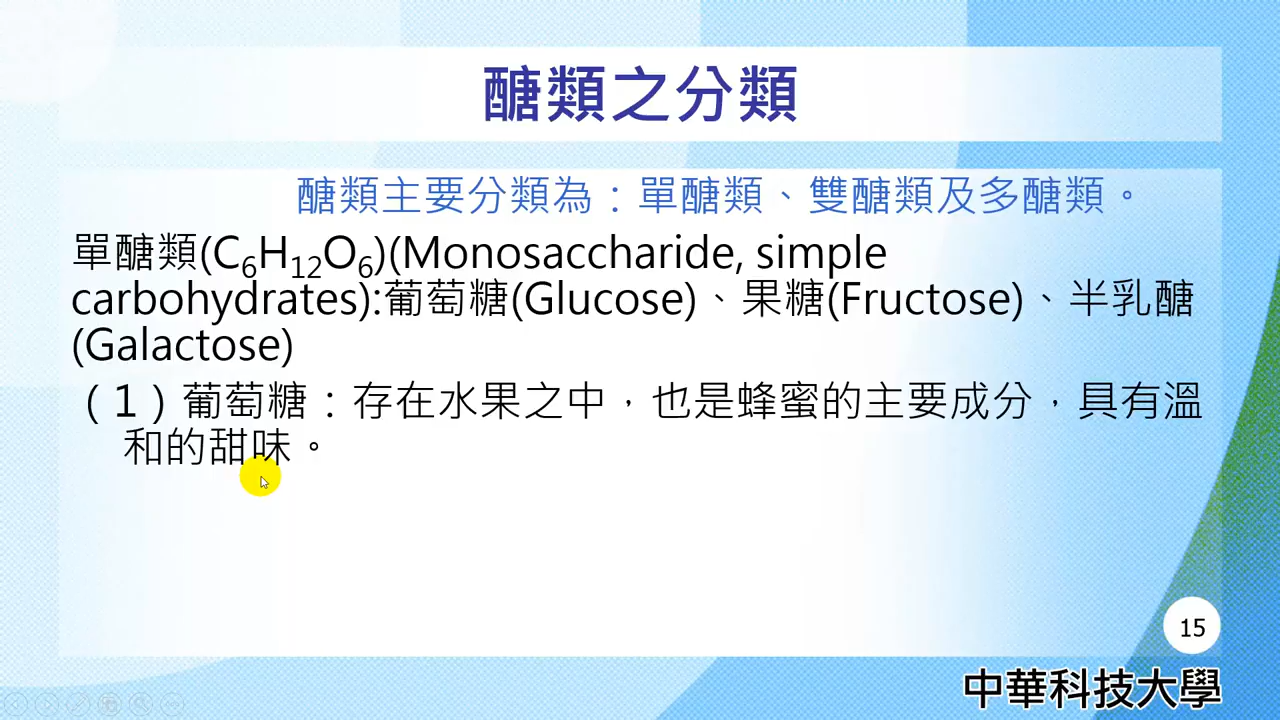 醣類之分類
醣類主要分類為：單醣類、雙醣類及多醣類。
單醣類(C6H12O6)(Monosaccharide, simple
carbohydrates):葡萄糖(Glucose)、果糖(Fructose)、半乳醣
(Galactose)
（1）葡萄糖：存在水果之中，也是蜂蜜的主要成分，具有溫
和的甜味。
15
中華科技大學